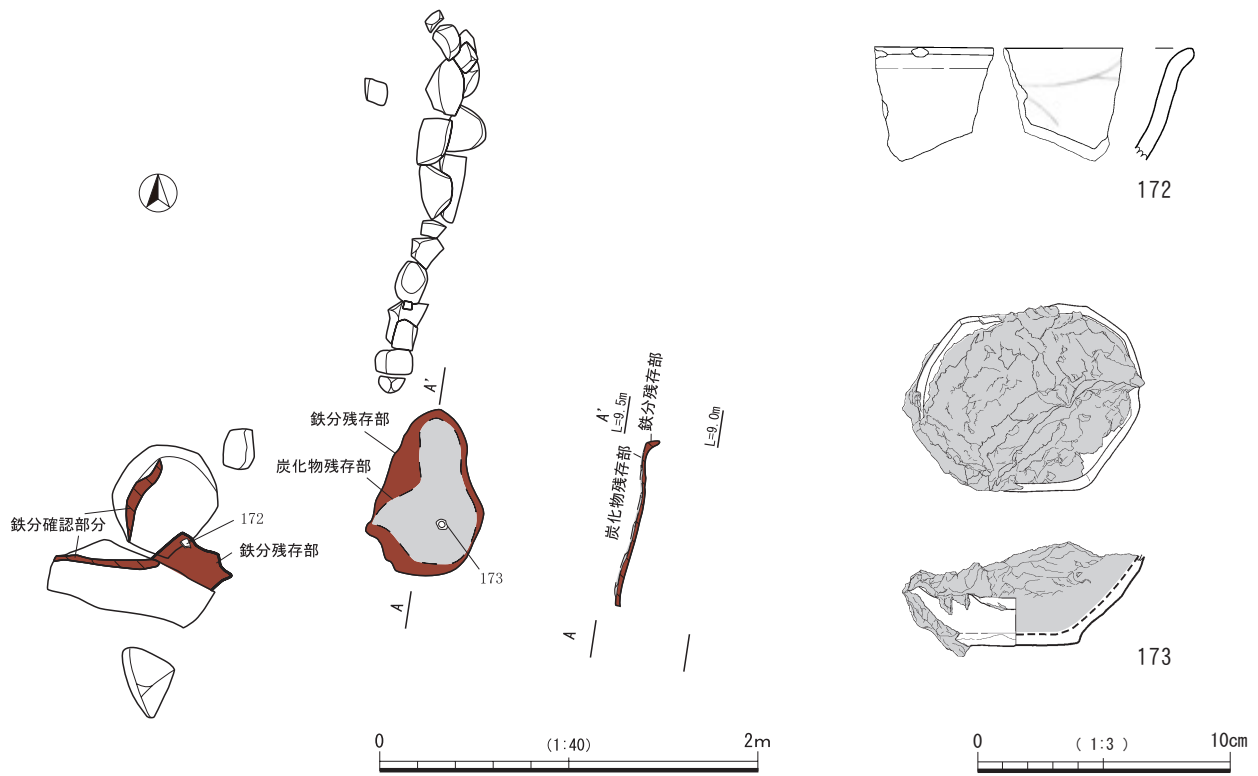 172
A'
鉄分残存部
炭化物残存部
A'
L=9.5m
鉄分残存部
L=9.0m
炭化物残存部
鉄分確認部分
172
鉄分残存部
173
A
A
173
0
(1:40)
2m
0
(1:3)
10cm